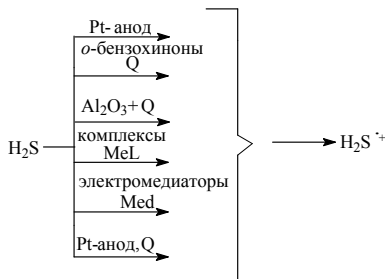 Pt- анод
о-бензохиноны
Q
Al₂O₃+ Q
комплексы
H₂S
MeL
H₂S ·+
электромедиаторы
Med
Pt-анод,Q